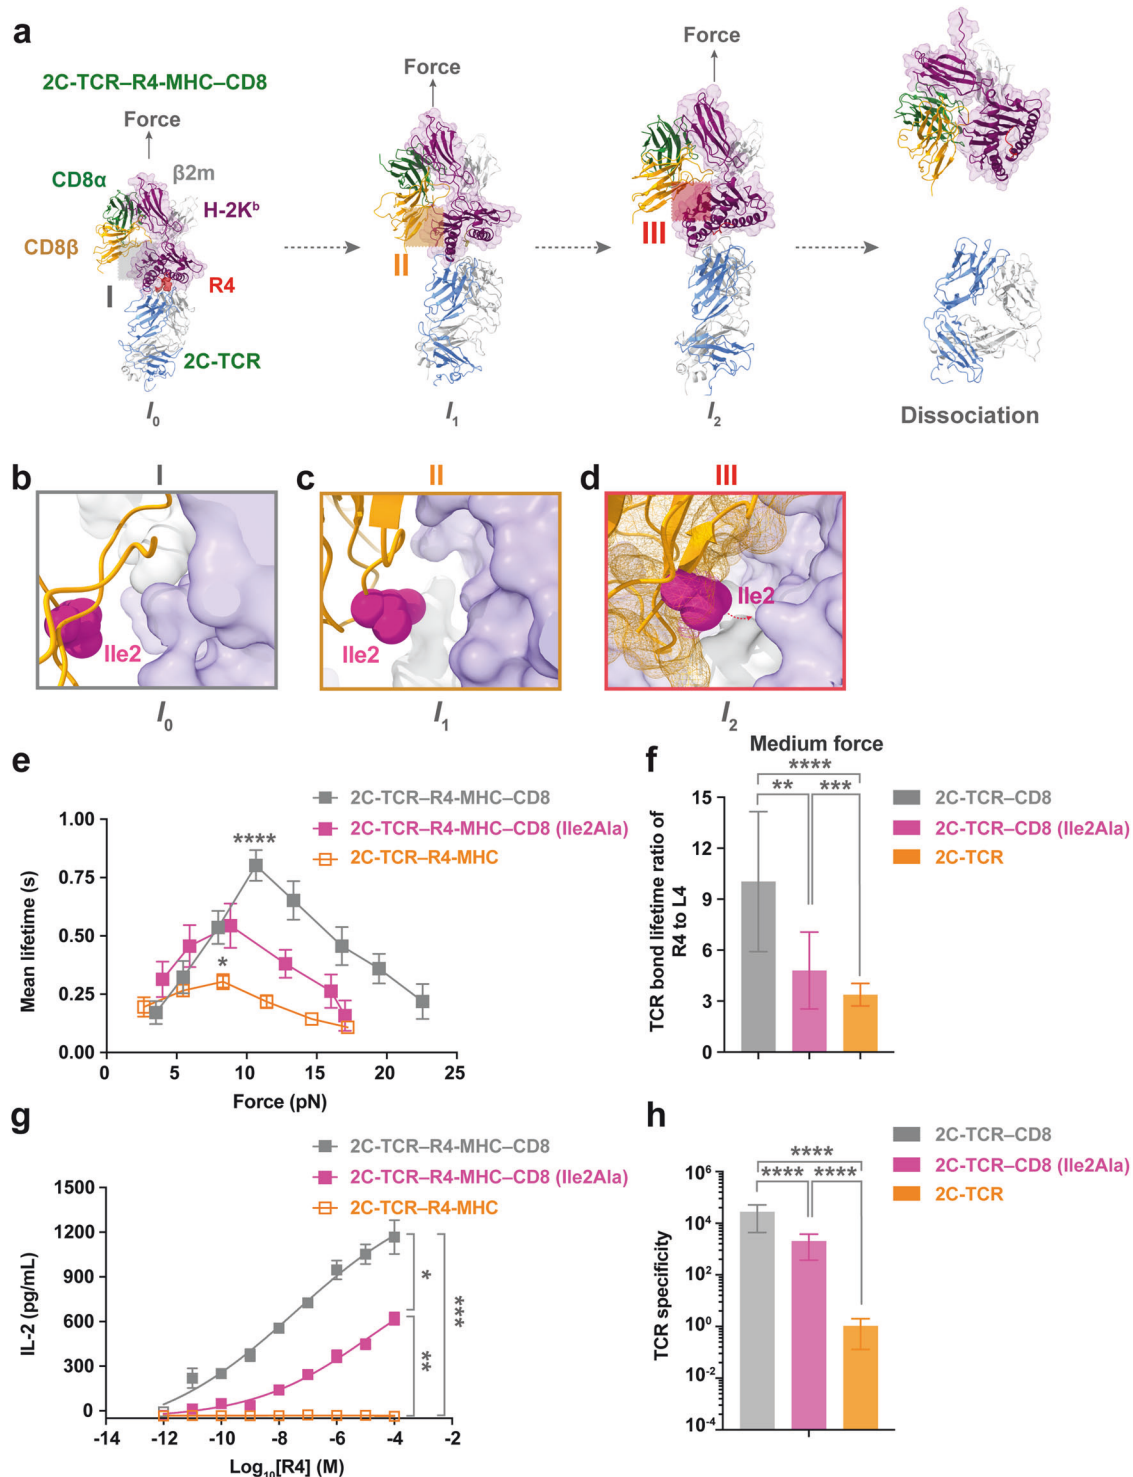 a
2C-TCR–R4-MHC–CD8
Force
Force
Force
CD8α
β2m
H-2Kᵇ
CD8β
I
R4
2C-TCR
II
III
I₀
I₁
I₂
Dissociation
b
I
c
II
d
III
Ile2
Ile2
Ile2
I₀
I₁
I₂
e
2C-TCR–R4-MHC–CD8
2C-TCR–R4-MHC–CD8 (Ile2Ala)
2C-TCR–R4-MHC
Mean lifetime (s)
1.00
0.75
0.50
0.25
0.00
****
*
0
5
10
15
20
25
Force (pN)
f
Medium force
****
**
***
2C-TCR–CD8
2C-TCR–CD8 (Ile2Ala)
2C-TCR
TCR bond lifetime ratio of
R4 to L4
15
12
9
6
3
0
g
2C-TCR–R4-MHC–CD8
2C-TCR–R4-MHC–CD8 (Ile2Ala)
2C-TCR–R4-MHC
IL-2 (pg/mL)
1500
1200
900
600
300
0
*
**
***
-14
-12
-10
-8
-6
-4
-2
Log₁₀[R4] (M)
h
2C-TCR–CD8
2C-TCR–CD8 (Ile2Ala)
2C-TCR
****
****
****
TCR specificity
10⁶
10⁴
10²
10⁰
10⁻²
10⁻⁴